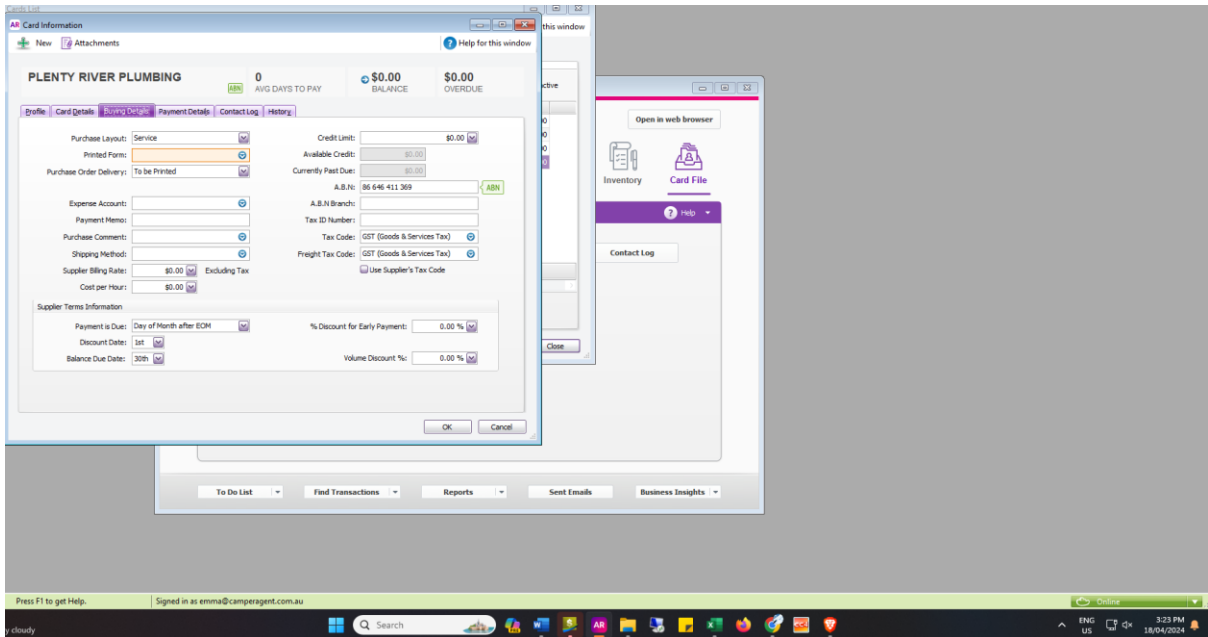 Cards List
AR Card Information
this window
New Attachments
Help for this window
PLENTY RIVER PLUMBING
ABN
0
AVG DAYS TO PAY
$0.00
BALANCE
$0.00
OVERDUE
ctive
Profile Card Details Buying Details Payment Details Contact Log History
Open in web browser
Purchase Layout: Service
Credit Limit: $0.00
Printed Form:
Available Credit: $0.00
Purchase Order Delivery: To be Printed
Currently Past Due: $0.00
A.B.N: 86 646 411 369 ABN
Inventory
Card File
Expense Account:
A.B.N Branch:
Payment Memo:
Tax ID Number:
Help
Purchase Comment:
Tax Code: GST (Goods & Services Tax)
Shipping Method:
Freight Tax Code: GST (Goods & Services Tax)
Contact Log
Supplier Billing Rate: $0.00 Excluding Tax
Use Supplier's Tax Code
Cost per Hour: $0.00
Supplier Terms Information
Payment is Due: Day of Month after EOM
% Discount for Early Payment: 0.00 %
Discount Date: 1st
Close
Balance Due Date: 30th
Volume Discount %: 0.00 %
OK Cancel
To Do List Find Transactions Reports Sent Emails Business Insights
Press F1 to get Help. Signed in as emma@camperagent.com.au
Online
y cloudy
Search
AR
ENG
US
3:23 PM
18/04/2024